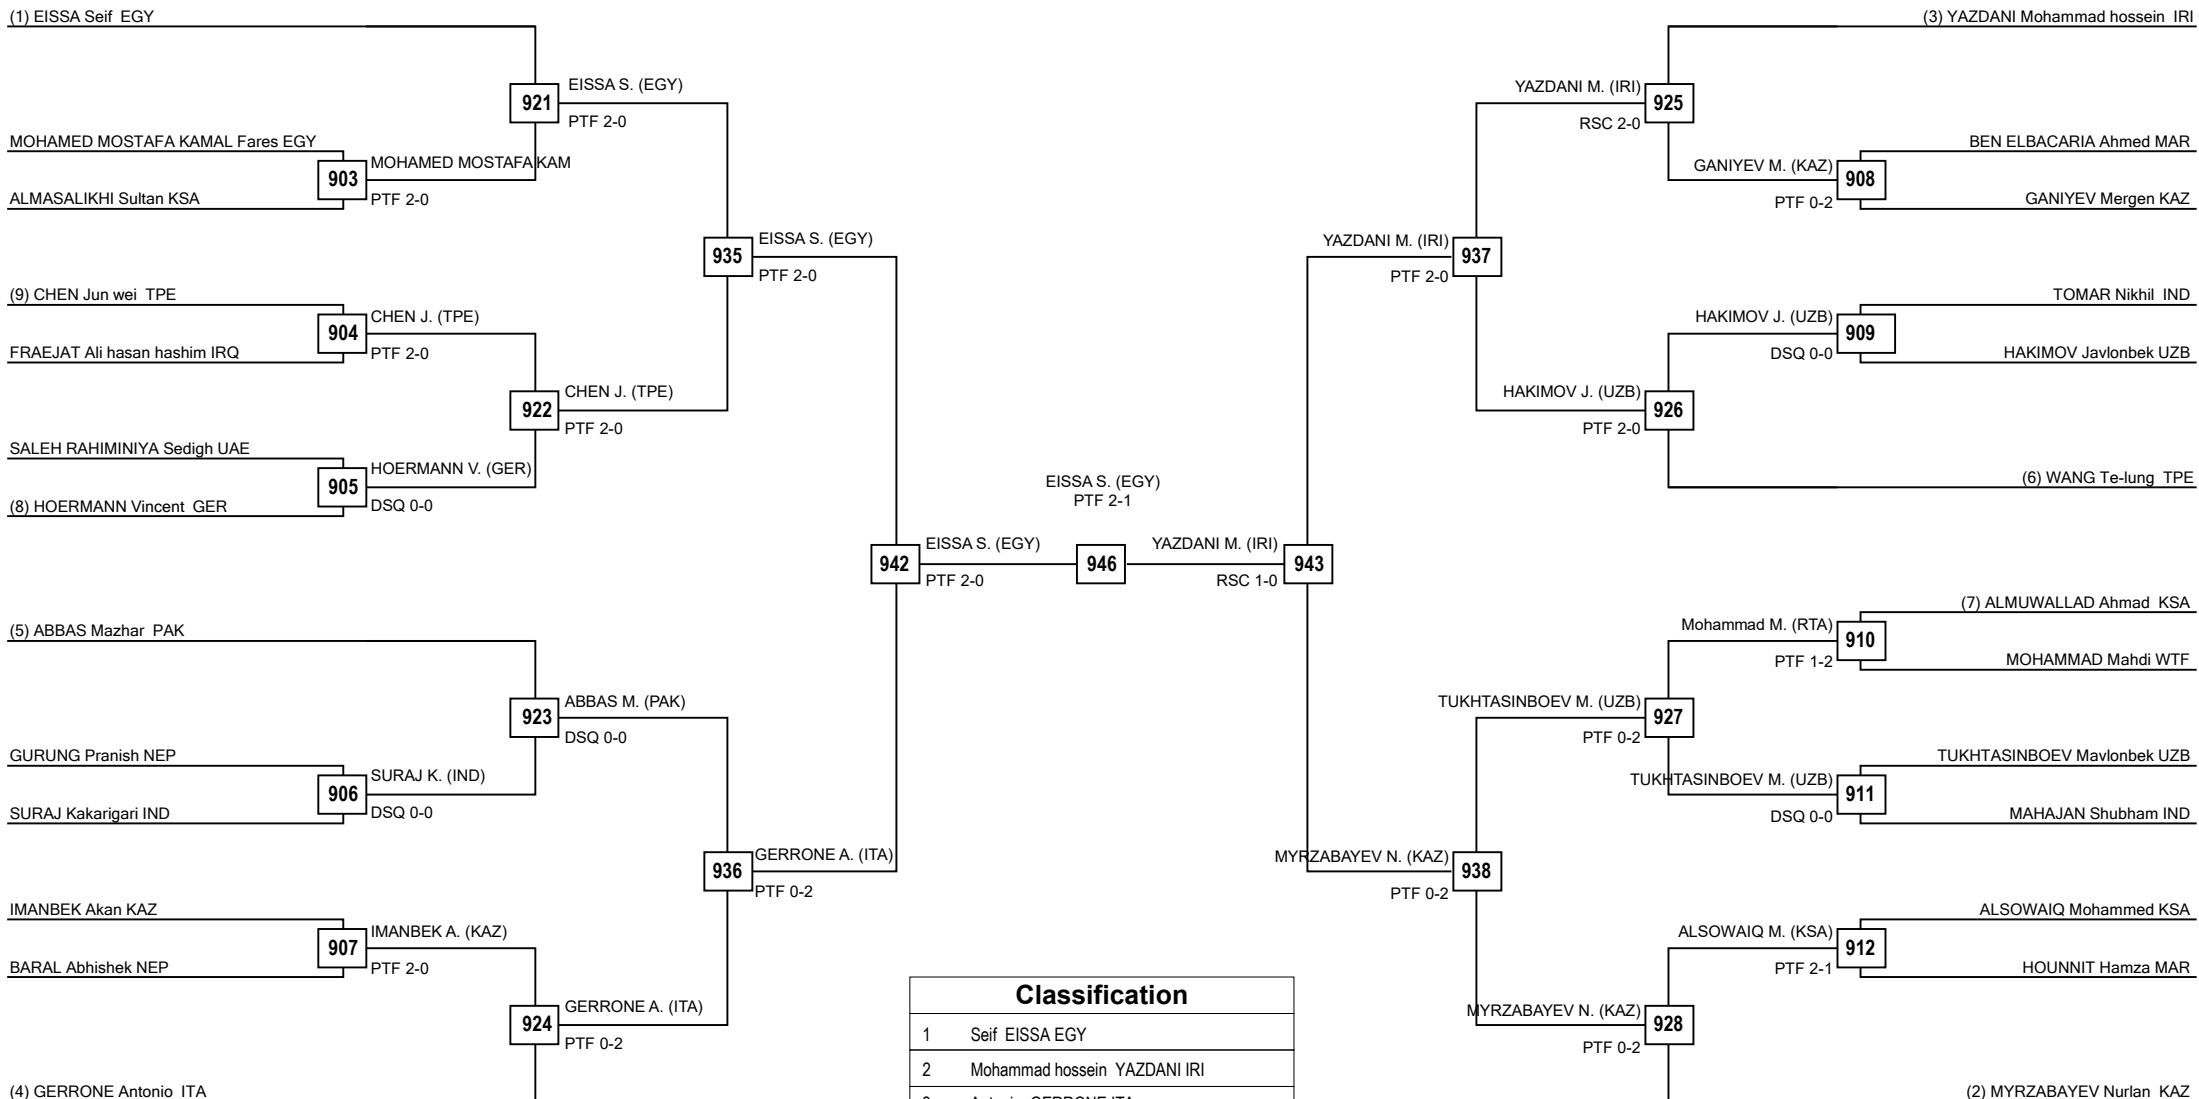 (1) EISSA Seif EGY
(3) YAZDANI Mohammad hossein IRI
921
EISSA S. (EGY)
PTF 2-0
YAZDANI M. (IRI)
925
RSC 2-0
MOHAMED MOSTAFA KAMAL Fares EGY
903
MOHAMED MOSTAFA KAM
ALMASALIKHI Sultan KSA
PTF 2-0
BEN ELBACARIA Ahmed MAR
GANIYEV M. (KAZ)
908
PTF 0-2
GANIYEV Mergen KAZ
935
EISSA S. (EGY)
PTF 2-0
YAZDANI M. (IRI)
937
PTF 2-0
(9) CHEN Jun wei TPE
904
CHEN J. (TPE)
FRAEJAT Ali hasan hashim IRQ
PTF 2-0
TOMAR Nikhil IND
HAKIMOV J. (UZB)
909
DSQ 0-0
HAKIMOV Javlonbek UZB
922
CHEN J. (TPE)
PTF 2-0
HAKIMOV J. (UZB)
926
PTF 2-0
SALEH RAHIMINIYA Sedigh UAE
905
HOERMANN V. (GER)
(8) HOERMANN Vincent GER
DSQ 0-0
(6) WANG Te-lung TPE
EISSA S. (EGY)
PTF 2-1
942
EISSA S. (EGY)
PTF 2-0
946
YAZDANI M. (IRI)
943
RSC 1-0
(5) ABBAS Mazhar PAK
(7) ALMUWALLAD Ahmad KSA
Mohammad M. (RTA)
910
PTF 1-2
MOHAMMAD Mahdi WTF
923
ABBAS M. (PAK)
DSQ 0-0
TUKHTASINBOEV M. (UZB)
927
PTF 0-2
GURUNG Pranish NEP
906
SURAJ K. (IND)
SURAJ Kakarigari IND
DSQ 0-0
TUKHTASINBOEV Mavlonbek UZB
TUKHTASINBOEV M. (UZB)
911
DSQ 0-0
MAHAJAN Shubham IND
936
GERRONE A. (ITA)
PTF 0-2
MYRZABAYEV N. (KAZ)
938
PTF 0-2
IMANBEK Akan KAZ
907
IMANBEK A. (KAZ)
BARAL Abhishek NEP
PTF 2-0
ALSOWAIQ Mohammed KSA
ALSOWAIQ M. (KSA)
912
PTF 2-1
HOUNNIT Hamza MAR
924
GERRONE A. (ITA)
PTF 0-2
MYRZABAYEV N. (KAZ)
928
PTF 0-2
(4) GERRONE Antonio ITA
(2) MYRZABAYEV Nurlan KAZ
Classification
1 Seif EISSA EGY
2 Mohammad hossein YAZDANI IRI